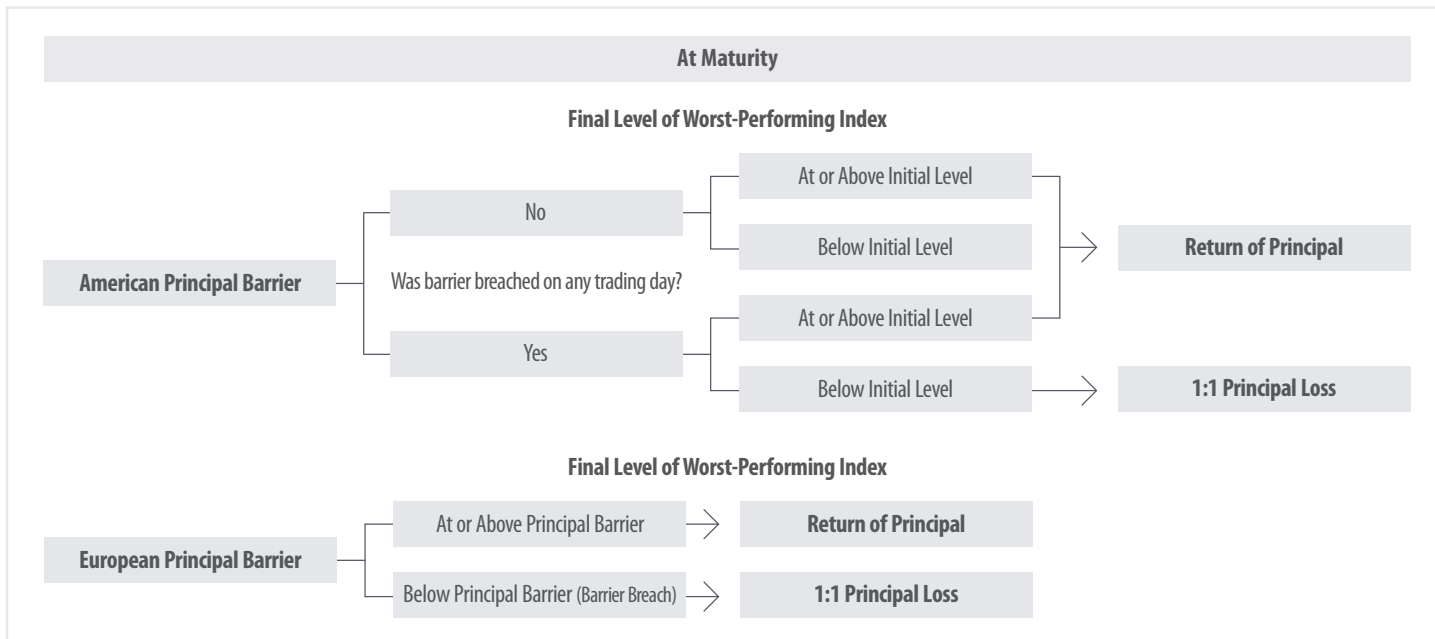 At Maturity
Final Level of Worst-Performing Index
At or Above Initial Level
No
Below Initial Level
Return of Principal
American Principal Barrier
Was barrier breached on any trading day?
At or Above Initial Level
Yes
Below Initial Level
1:1 Principal Loss
Final Level of Worst-Performing Index
At or Above Principal Barrier
Return of Principal
European Principal Barrier
Below Principal Barrier (Barrier Breach)
1:1 Principal Loss